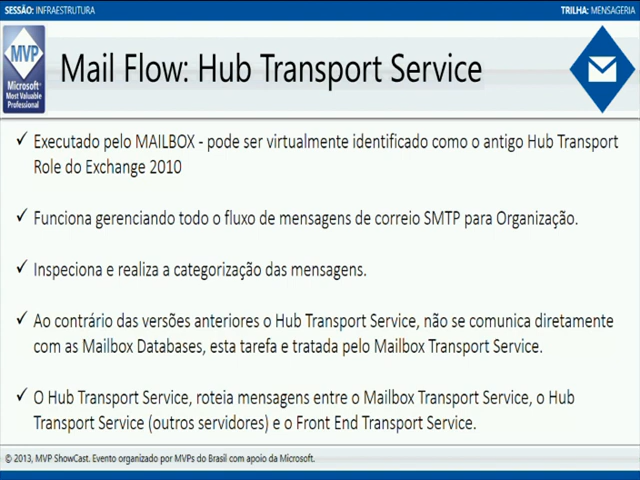 SESSÃO: INFRAESTRUTURA
TRILHA: MENSAGERIA
MVP
Microsoft®
Most Valuable
Professional
Mail Flow: Hub Transport Service
✓ Executado pelo MAILBOX - pode ser virtualmente identificado como o antigo Hub Transport
Role do Exchange 2010
✓ Funciona gerenciando todo o fluxo de mensagens de correio SMTP para Organização.
✓ Inspeciona e realiza a categorização das mensagens.
✓ Ao contrário das versões anteriores o Hub Transport Service, não se comunica diretamente
com as Mailbox Databases, esta tarefa e tratada pelo Mailbox Transport Service.
✓ O Hub Transport Service, roteia mensagens entre o Mailbox Transport Service, o Hub
Transport Service (outros servidores) e o Front End Transport Service.
© 2013, MVP ShowCast. Evento organizado por MVPs do Brasil com apoio da Microsoft.